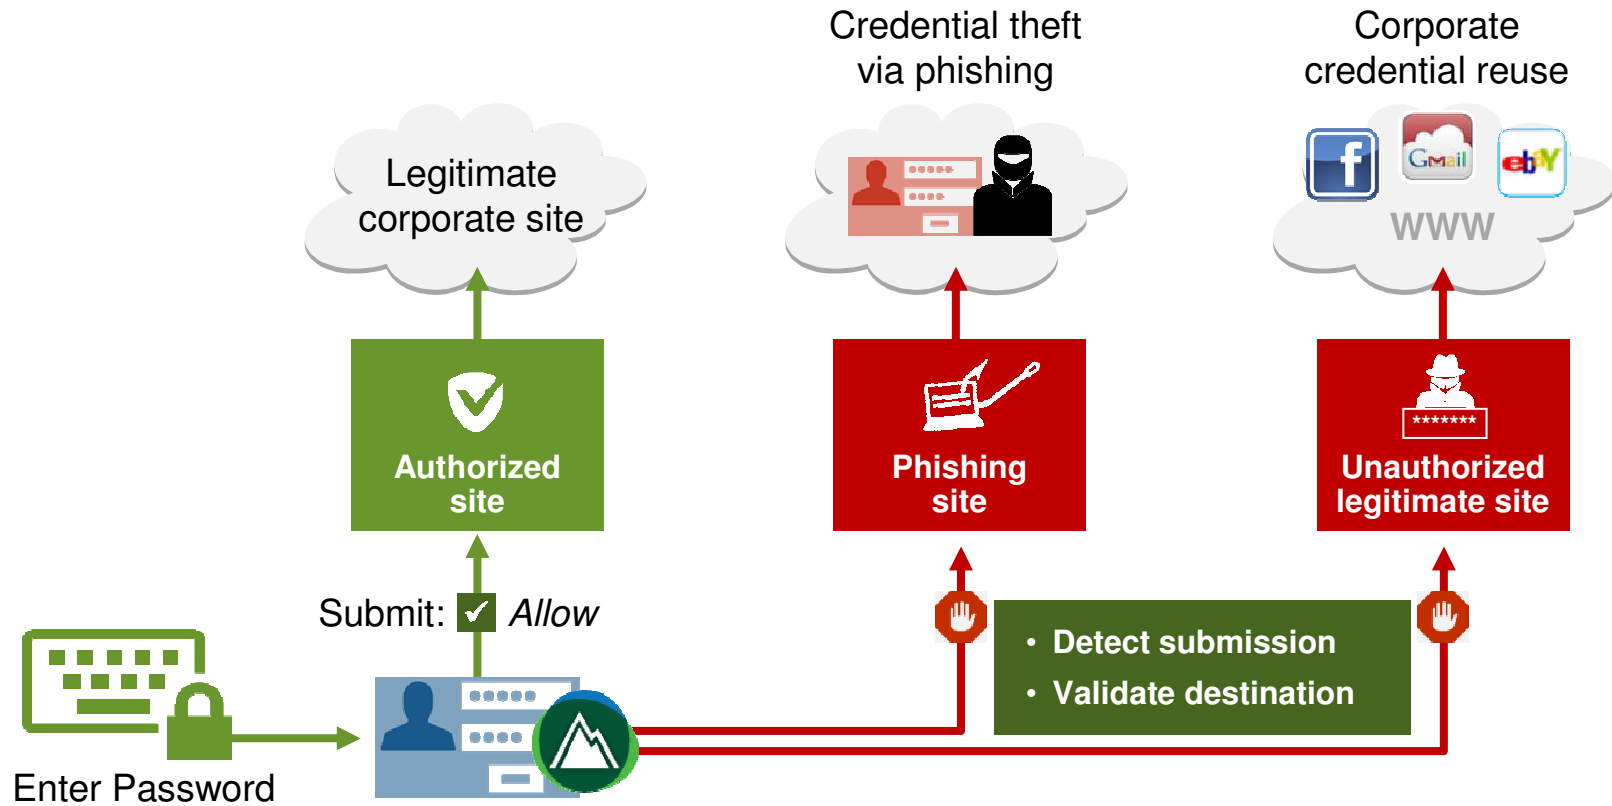 Credential theft
via phishing
Corporate
credential reuse
Legitimate
corporate site
f
Gmail
ebaY
WWW
Authorized
site
Phishing
site
*******
Unauthorized
legitimate site
Submit: Allow
• Detect submission
• Validate destination
Enter Password